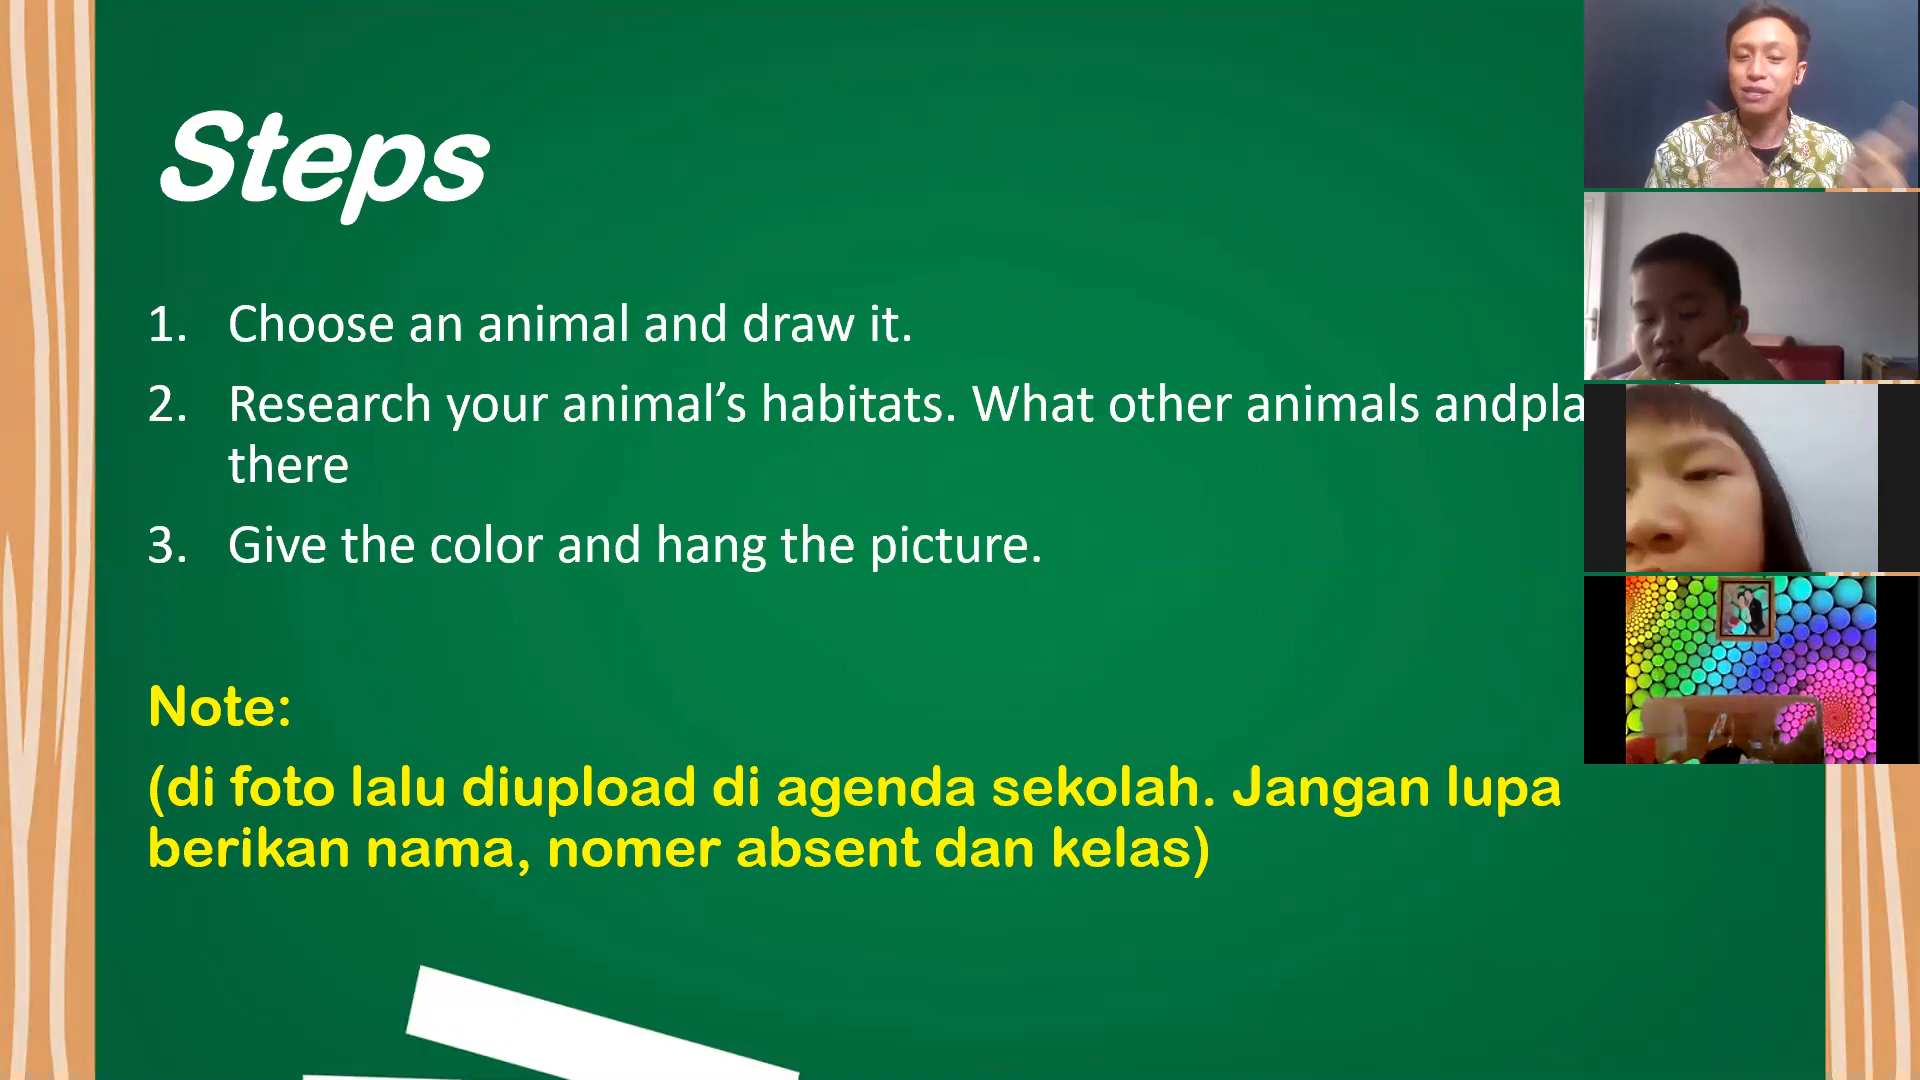 Steps
1. Choose an animal and draw it.
2. Research your animal’s habitats. What other animals
there
3. Give the color and hang the picture.
Note:
(di foto lalu diupload di agenda sekolah. Jangan lupa
berikan nama, nomer absent dan kelas)